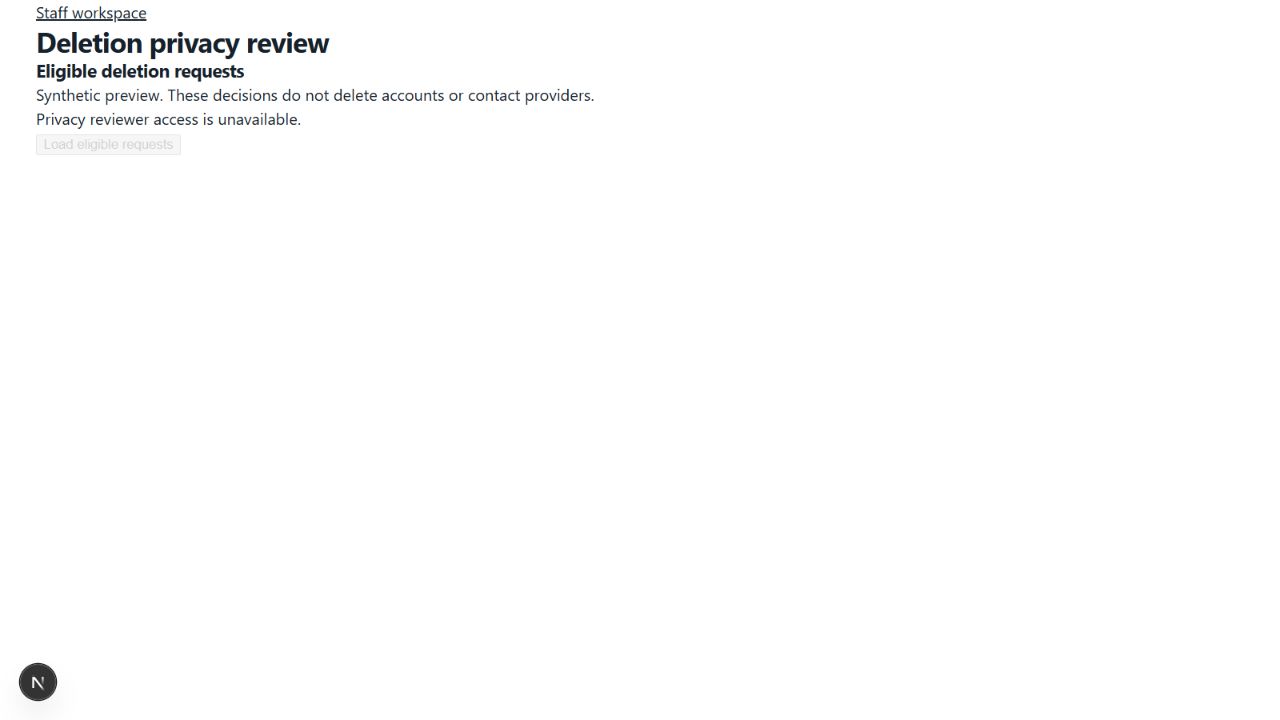 Staff workspace
Deletion privacy review
Eligible deletion requests
Synthetic preview. These decisions do not delete accounts or contact providers.
Privacy reviewer access is unavailable.
Load eligible requests
N